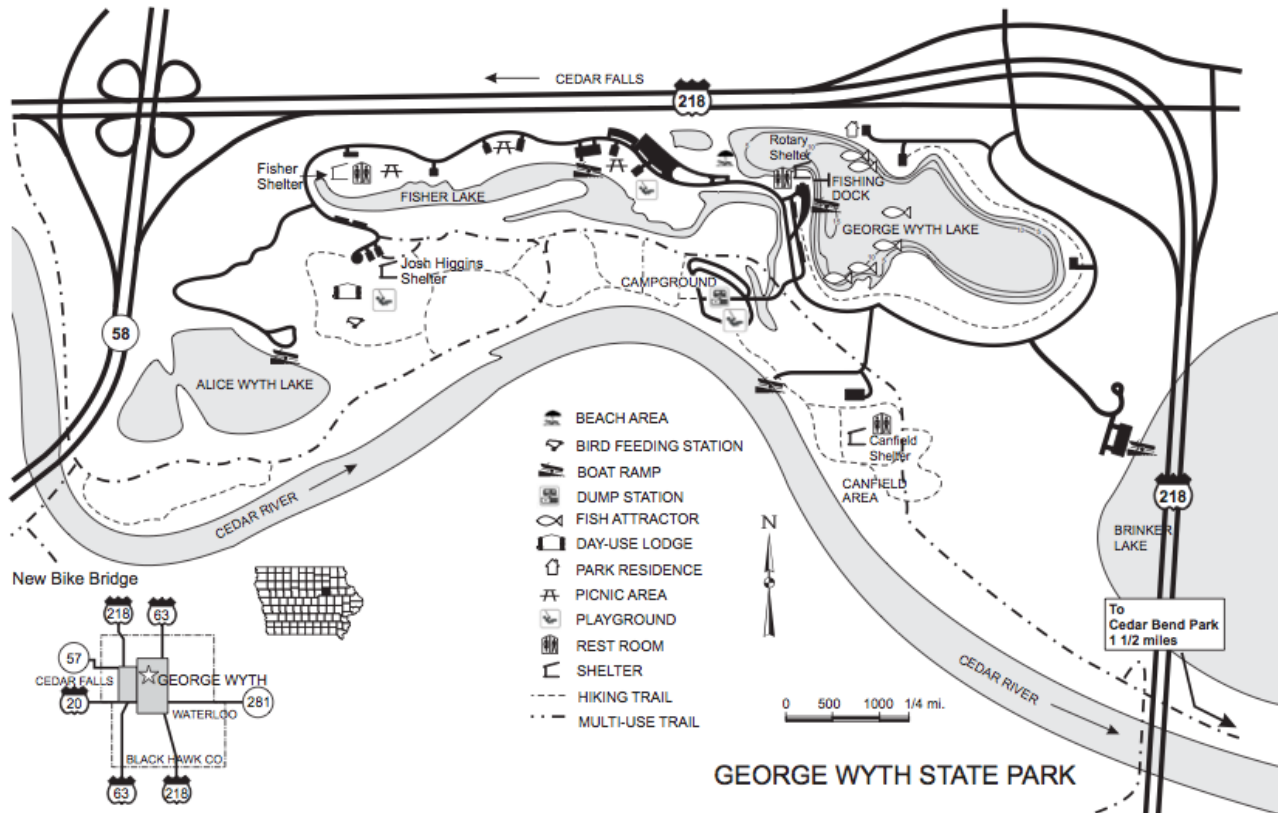 CEDAR FALLS
218
Rotary
Shelter
10
Fisher
Shelter
FISHING
DOCK
FISHER LAKE
15
GEORGE WYTH LAKE
10
5
10
Josh Higgins
Shelter
CAMPGROUND
58
ALICE WYTH LAKE
Canfield
Shelter
CANFIELD
AREA
CEDAR RIVER
218
BRINKER
LAKE
BEACH AREA
BIRD FEEDING STATION
BOAT RAMP
DUMP STATION
FISH ATTRACTOR
DAY-USE LODGE
PARK RESIDENCE
PICNIC AREA
PLAYGROUND
REST ROOM
SHELTER
HIKING TRAIL
MULTI-USE TRAIL
N
New Bike Bridge
218
63
57
CEDAR FALLS
GEORGE WYTH
20
281
WATERLOO
BLACK HAWK CO.
63
218
To
Cedar Bend Park
1 1/2 miles
CEDAR RIVER
0 500 1000 1/4 mi.
GEORGE WYTH STATE PARK